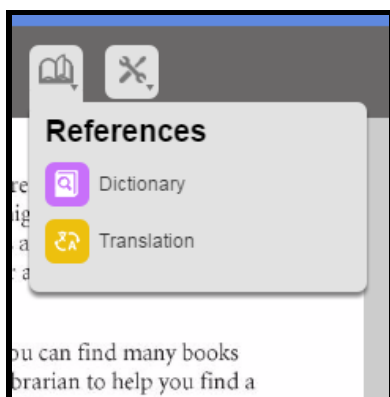 References
Dictionary
Translation
ou can find many books
brarian to help you find a